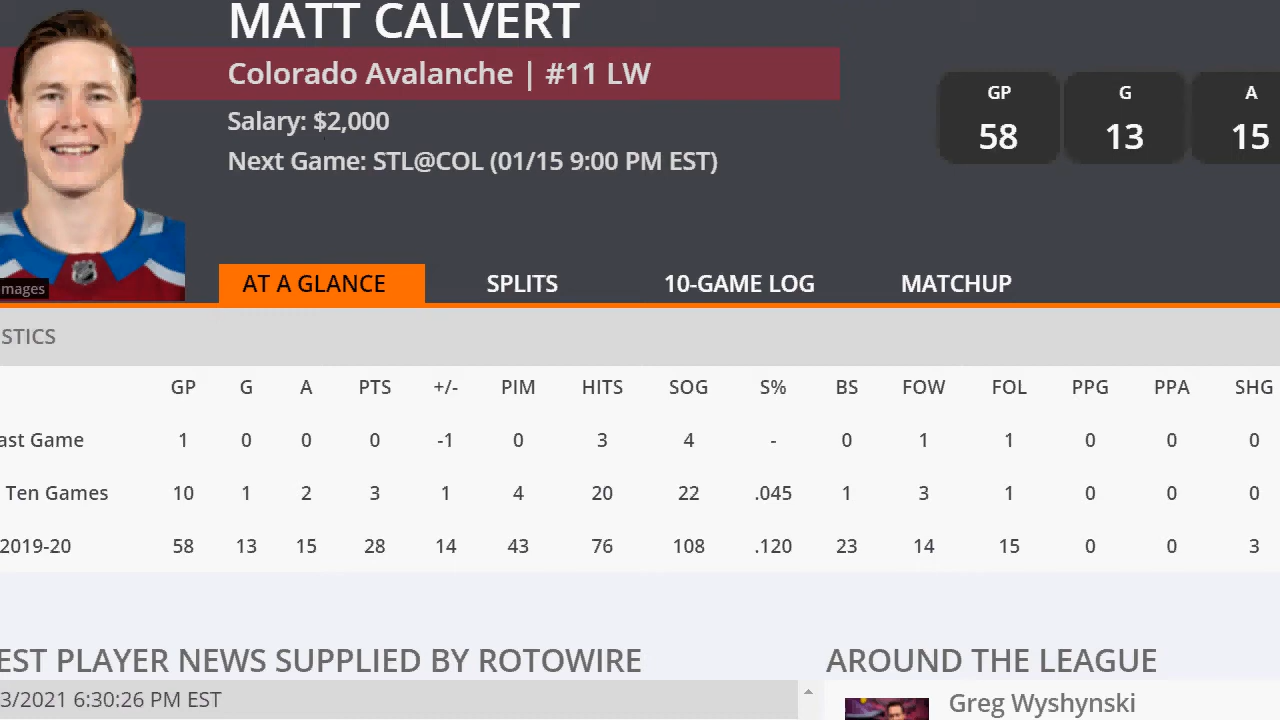 MATT CALVERT
Colorado Avalanche | #11 LW
Salary: $2,000
Next Game: STL@COL (01/15 9:00 PM EST)
GP G A
58 13 15
mages
AT A GLANCE SPLITS 10-GAME LOG MATCHUP
STICS
GP G A PTS +/- PIM HITS SOG S% BS FOW FOL PPG PPA SHG
ast Game 1 0 0 0 -1 0 3 4 - 0 1 1 0 0 0
Ten Games 10 1 2 3 1 4 20 22 .045 1 3 1 0 0 0
2019-20 58 13 15 28 14 43 76 108 .120 23 14 15 0 0 3
EST PLAYER NEWS SUPPLIED BY ROTOWIRE
AROUND THE LEAGUE
3/2021 6:30:26 PM EST
Greg Wyshynski